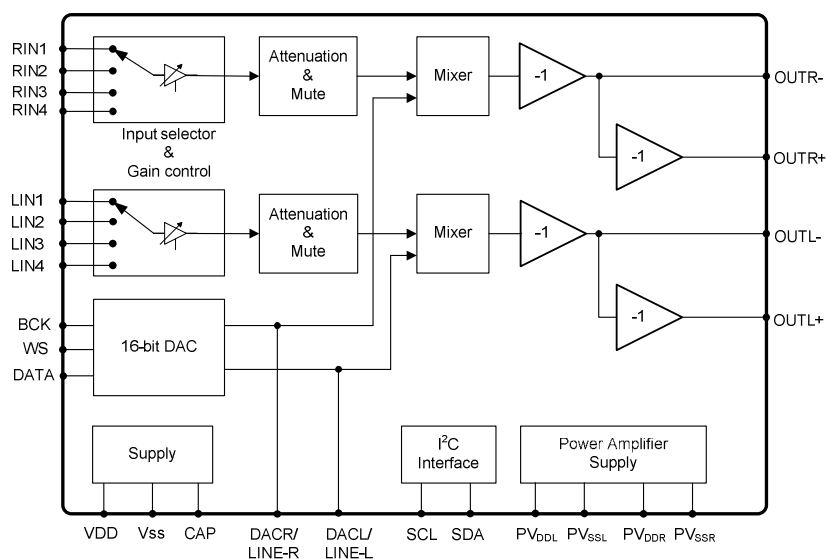 RIN1
RIN2
RIN3
RIN4
Input selector
&
Gain control
Attenuation
&
Mute
Mixer
-1
-1
OUTR-
OUTR+
LIN1
LIN2
LIN3
LIN4
Attenuation
&
Mute
Mixer
-1
-1
OUTL-
OUTL+
BCK
WS
DATA
16-bit DAC
Supply
I²C
Interface
Power Amplifier
Supply
VDD
Vss
CAP
DACR/
LINE-R
DACL/
LINE-L
SCL
SDA
PVDDL
PVSSL
PVDDR
PVSSR